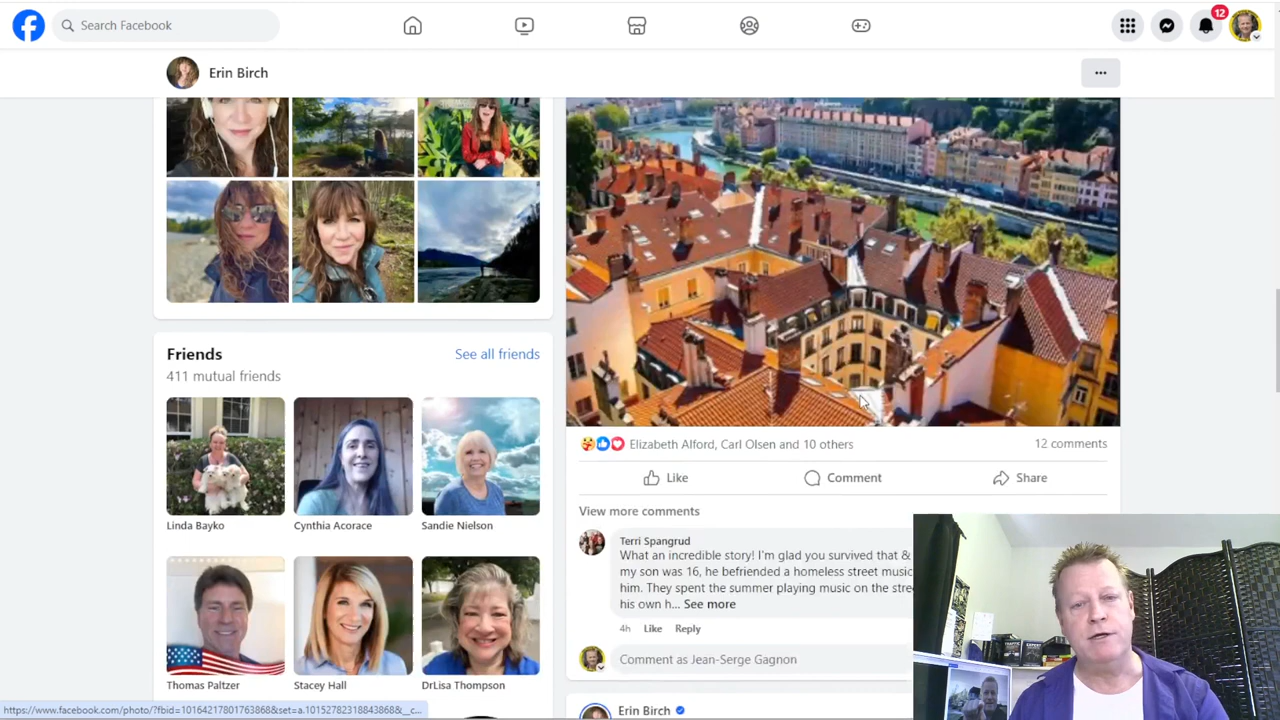 Search Facebook
12
Erin Birch
Friends
See all friends
411 mutual friends
Linda Bayko
Cynthia Acorace
Sandie Nielson
Thomas Paltzer
Stacey Hall
DrLisa Thompson
https://www.facebook.com/photo/?fbid=10164217801763868&set=a.10152782318843868&__c...
Elizabeth Alford, Carl Olsen and 10 others
12 comments
Like
Comment
Share
View more comments
Terri Spangrud
What an incredible story! I'm glad you survived that &
my son was 16, he befriended a homeless street music
him. They spent the summer playing music on the stre
his own h... See more
4h Like Reply
Comment as Jean-Serge Gagnon
Erin Birch